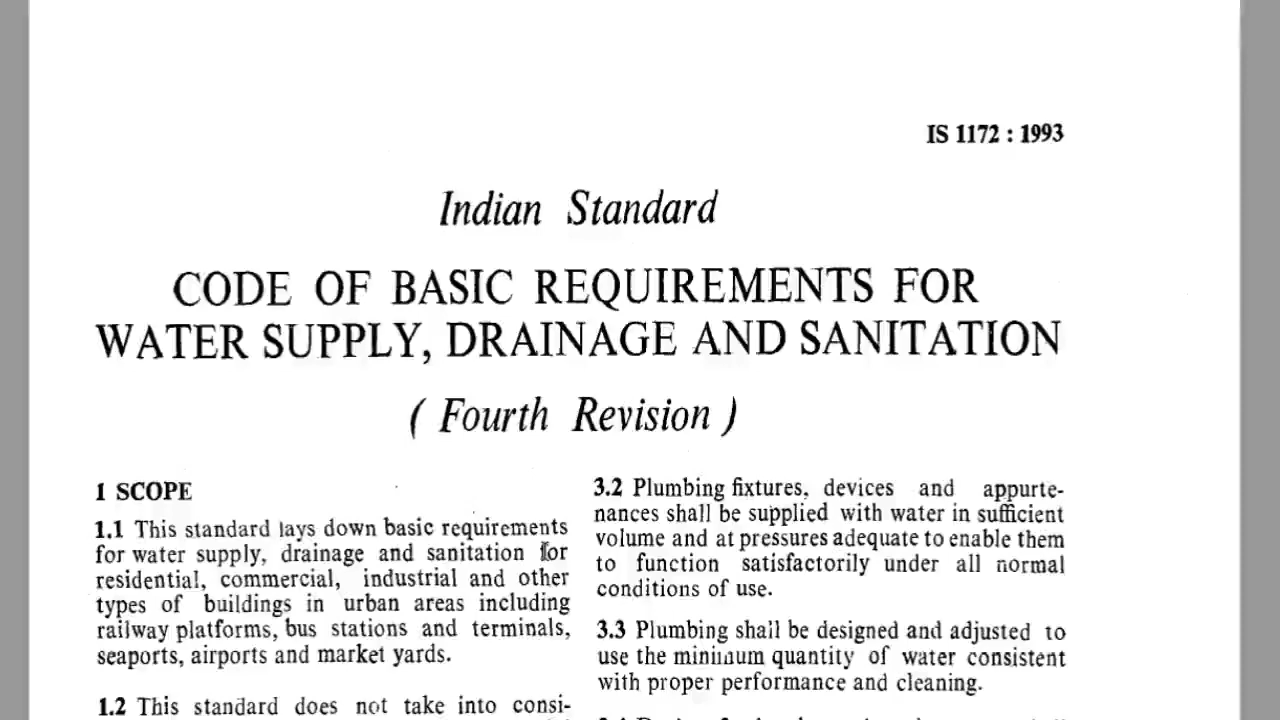 IS 1172 : 1993
Indian Standard
CODE OF BASIC REQUIREMENTS FOR
WATER SUPPLY, DRAINAGE AND SANITATION
( Fourth Revision )
1 SCOPE
1.1 This standard lays down basic requirements
for water supply, drainage and sanitation for
residential, commercial, industrial and other
types of buildings in urban areas including
railway platforms, bus stations and terminals,
seaports, airports and market yards.
1.2 This standard does not take into consi-
3.2 Plumbing fixtures, devices and appurte-
nances shall be supplied with water in sufficient
volume and at pressures adequate to enable them
to function satisfactorily under all normal
conditions of use.
3.3 Plumbing shall be designed and adjusted to
use the minimum quantity of water consistent
with proper performance and cleaning.